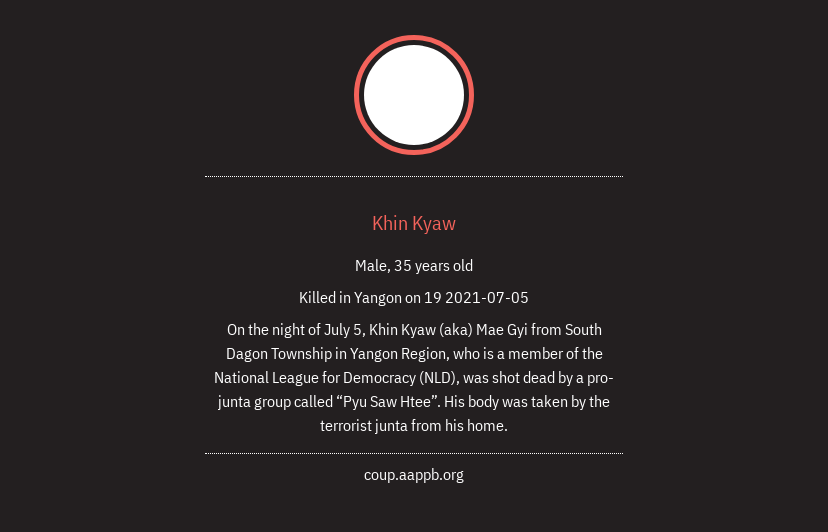 Khin Kyaw
Male, 35 years old
Killed in Yangon on 19 2021-07-05
On the night of July 5, Khin Kyaw (aka) Mae Gyi from South
Dagon Township in Yangon Region, who is a member of the
National League for Democracy (NLD), was shot dead by a pro-
junta group called “Pyu Saw Htee”. His body was taken by the
terrorist junta from his home.
coup.aappb.org